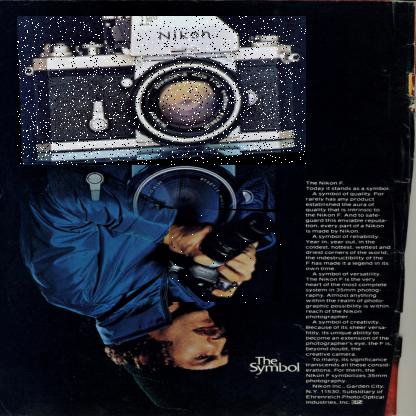 Nikon
The Nikon F.
Today it stands as a symbol.
A symbol of quality. For
rarely has any product
established the aura of
quality that is intrinsic to
the Nikon F. And to safe-
guard this enviable reputa-
tion, every part of a Nikon
is made by Nikon.
A symbol of reliability.
Year in, year out, in the
coldest, hottest, wettest and
driest corners of the world,
the indestructibility of the
F has made it a legend in its
own time.
A symbol of versatility.
The Nikon F is the very
heart of the most complete
system in 35mm photog-
raphy. Almost anything
within the realm of photo-
graphic possibility is within
reach of the Nikon
photographer.
A symbol of creativity.
Because of its sheer versa-
tility, its unique ability to
become an extension of the
photographer's eye, the F is,
beyond doubt, the
creative camera.
To many, its significance
transcends all these consid-
erations. For them, the
Nikon F symbolizes 35mm
photography.
Nikon Inc., Garden City,
N.Y. 11530. Subsidiary of
Ehrenreich Photo-Optical
Industries, Inc.
The
Symbol